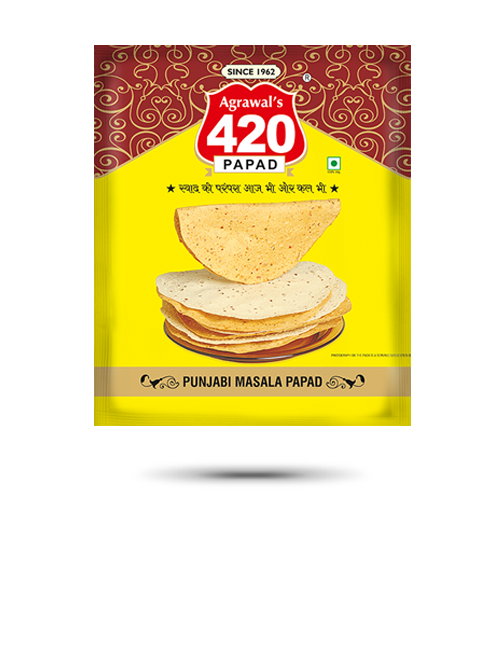 SINCE 1962
®
Agrawal's
420
PAPAD
★ स्वाद की परंपरा आज भी और कल भी ★
PUNJABI MASALA PAPAD